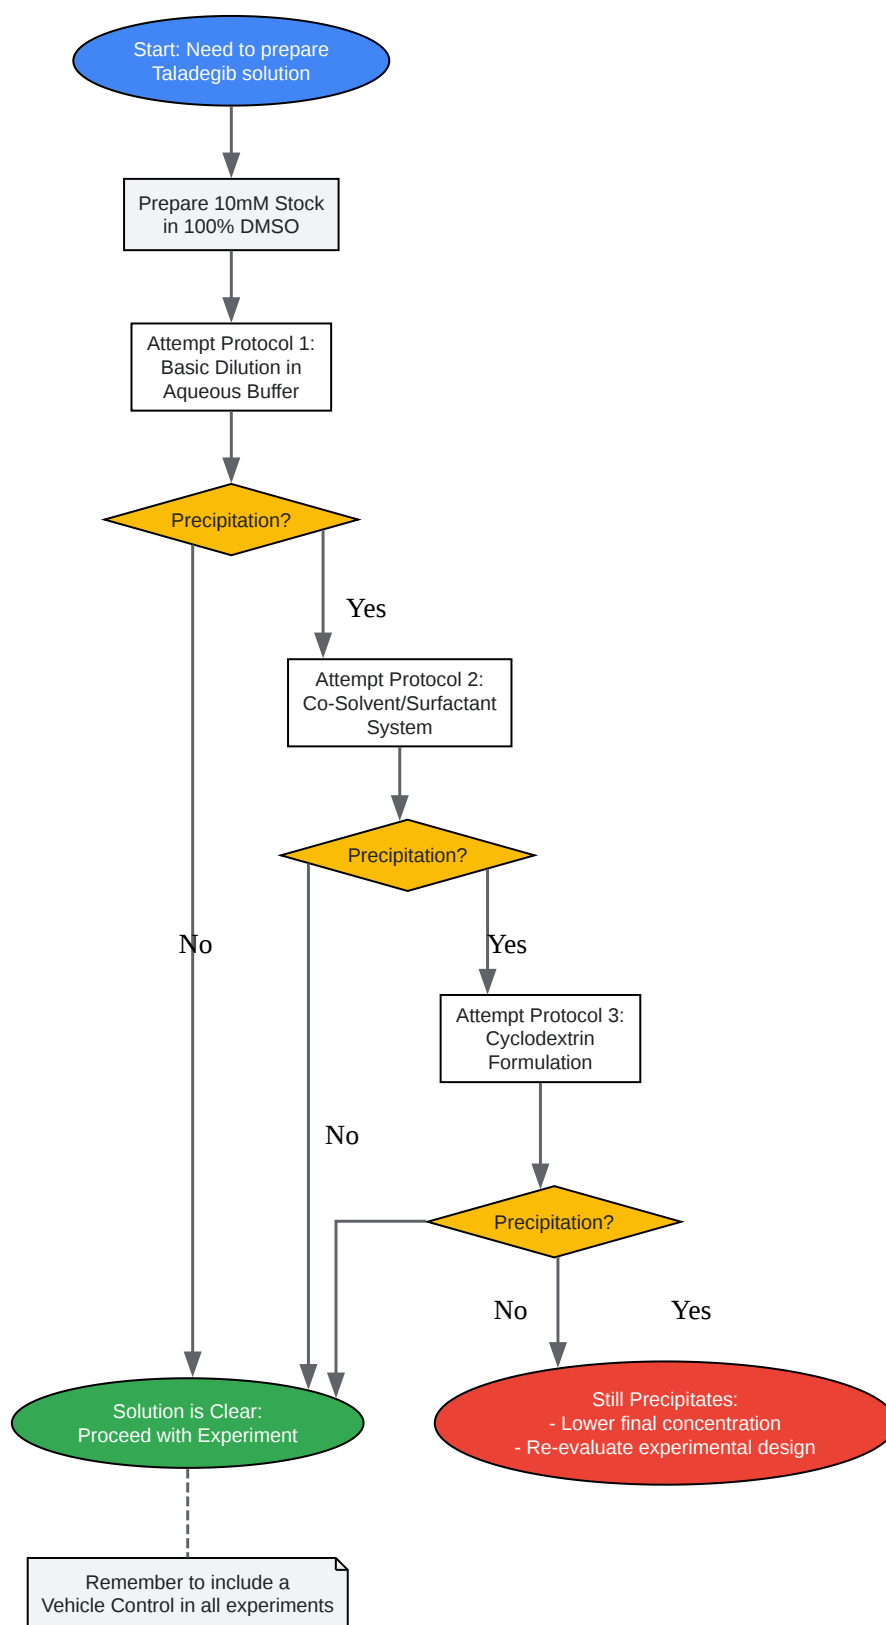 Start: Need to prepare
Taladegib solution
Prepare 10mM Stock
in 100% DMSO
Attempt Protocol 1:
Basic Dilution in
Aqueous Buffer
Precipitation?
Yes
Attempt Protocol 2:
Co-Solvent/Surfactant
System
Precipitation?
No
Yes
Attempt Protocol 3:
Cyclodextrin
Formulation
No
Precipitation?
No
Yes
Solution is Clear:
Proceed with Experiment
Still Precipitates:
- Lower final concentration
- Re-evaluate experimental design
Remember to include a
Vehicle Control in all experiments